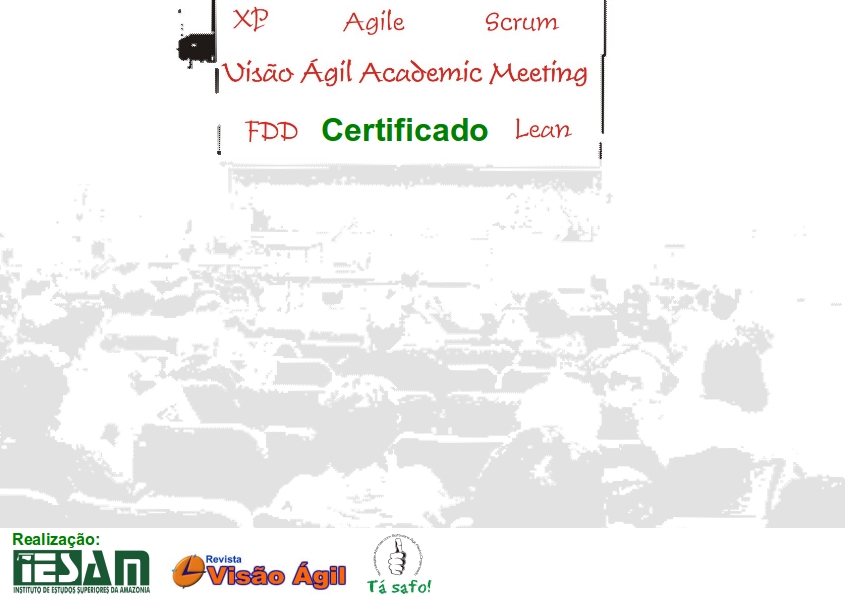 XP Agile Scrum
Visão Ágil Academic Meeting
FDD Certificado Lean
Realização:
IESAM
INSTITUTO DE ESTUDOS SUPERIORES DA AMAZONIA
Revista
Visão Ágil
Tá safo!